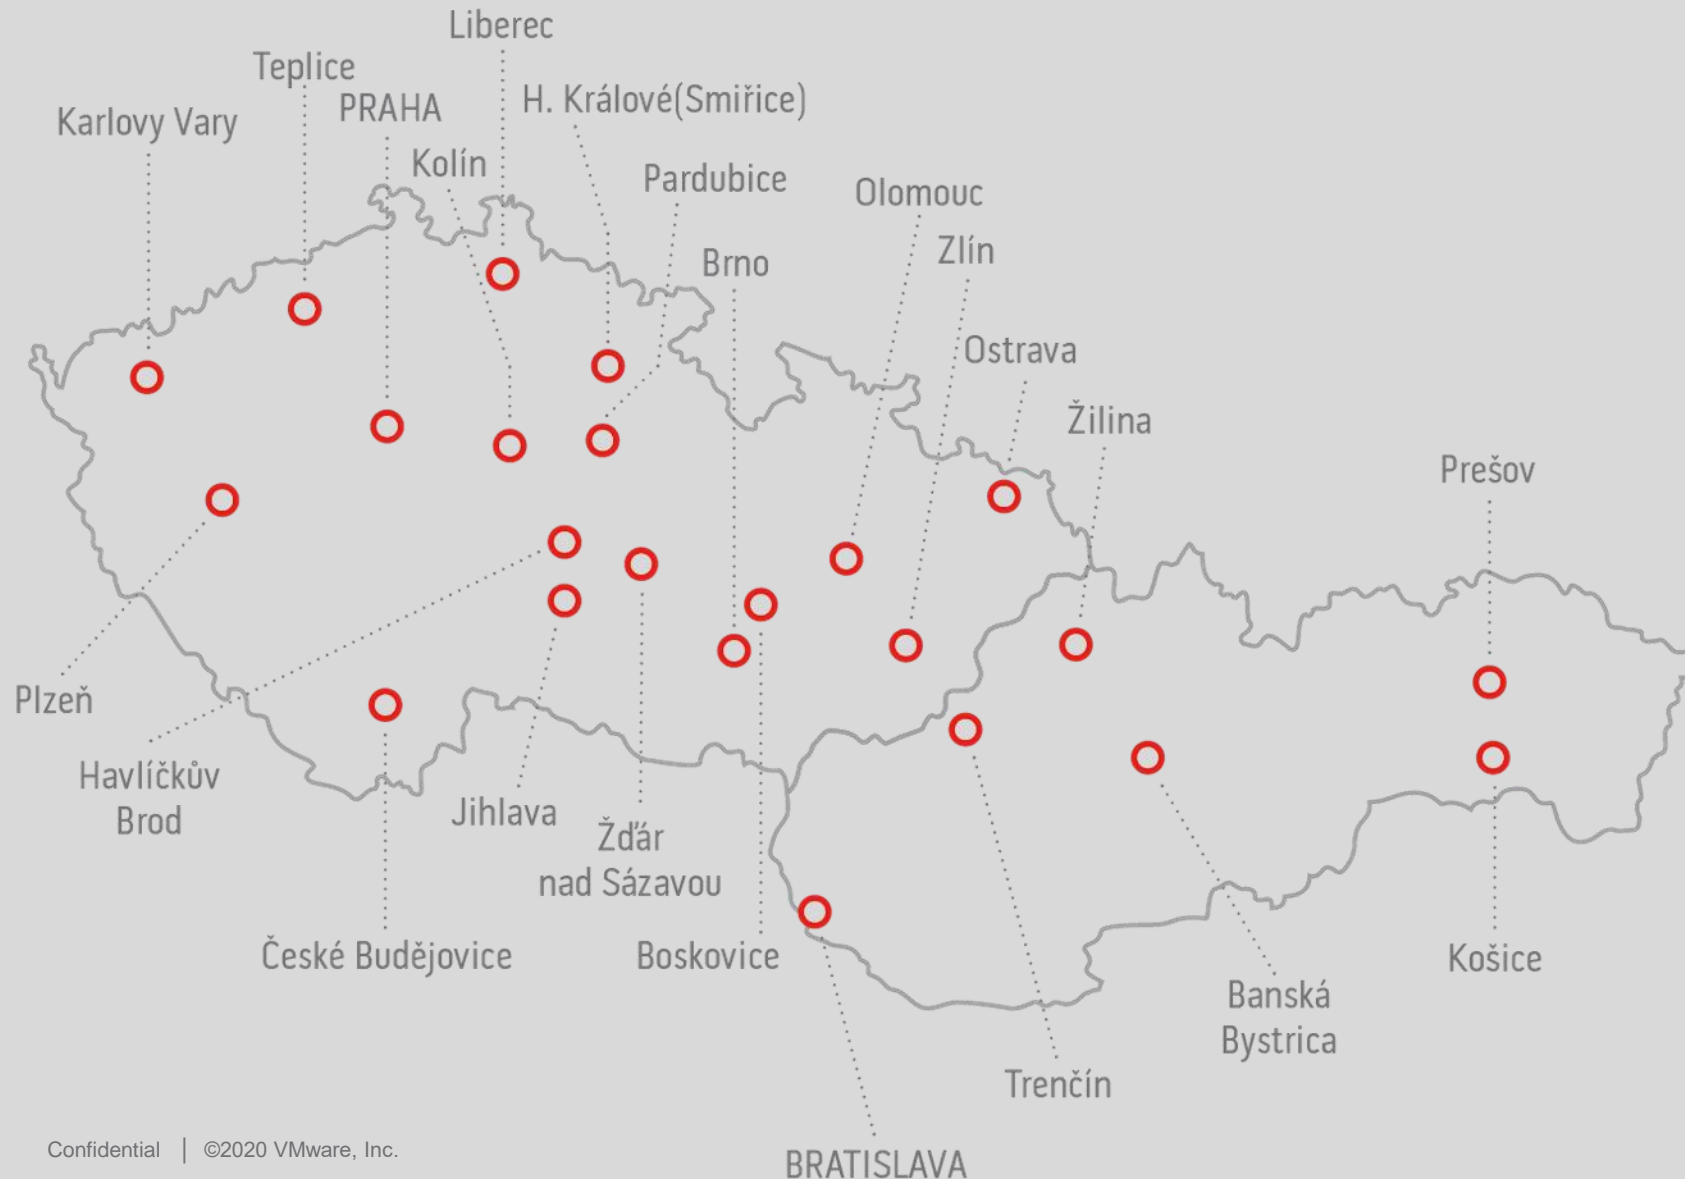 Liberec
Teplice
PRAHA
H. Králové(Smiřice)
Karlovy Vary
Kolín
Pardubice
Olomouc
Zlín
Brno
Ostrava
Žilina
Prešov
Plzeň
Havlíčkův
Brod
Jihlava
Žďár
nad Sázavou
České Budějovice
Boskovice
Košice
Banská
Bystrica
Trenčín
BRATISLAVA
Confidential | ©2020 VMware, Inc.